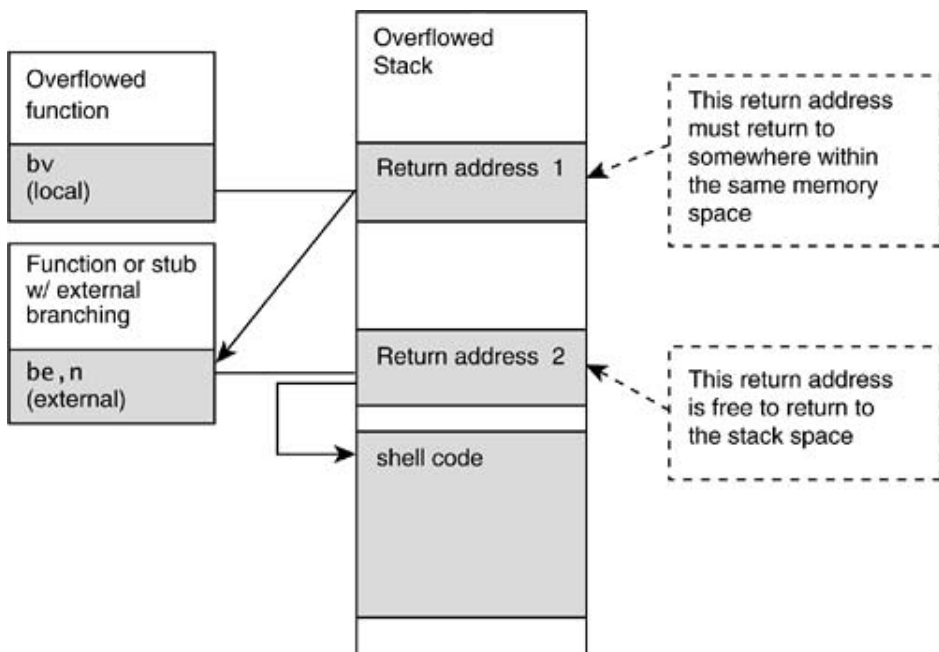 Overflowed
function
bv
(local)
Function or stub
w/ external
branching
be,n
(external)
Overflowed
Stack
Return address 1
Return address 2
shell code
This return address
must return to
somewhere within
the same memory
space
This return address
is free to return to
the stack space